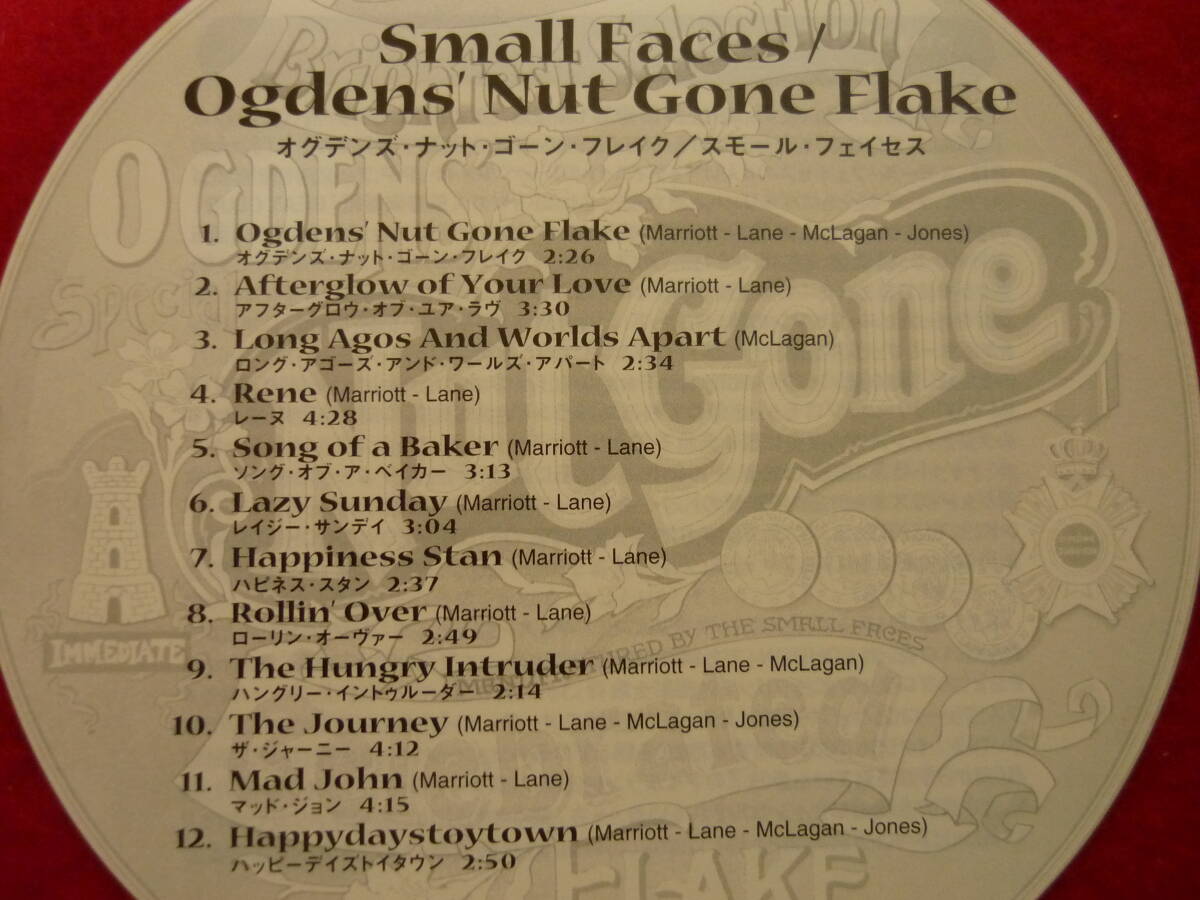 Small Faces /
Ogdens' Nut Gone Flake
オグデンズ・ナット・ゴーン・フレイク／スモール・フェイセス
1. Ogdens' Nut Gone Flake (Marriott - Lane - McLagan - Jones)
オグデンズ・ナット・ゴーン・フレイク 2:26
2. Afterglow of Your Love (Marriott - Lane)
アフターグロウ・オブ・ユア・ラヴ 3:30
3. Long Agos And Worlds Apart (McLagan)
ロング・アゴーズ・アンド・ワールズ・アパート 2:34
4. Rene (Marriott - Lane)
レーヌ 4:28
5. Song of a Baker (Marriott - Lane)
ソング・オブ・ア・ベイカー 3:13
6. Lazy Sunday (Marriott - Lane)
レイジー・サンデイ 3:04
7. Happiness Stan (Marriott - Lane)
ハピネス・スタン 2:37
8. Rollin' Over (Marriott - Lane)
ローリン・オーヴァー 2:49
9. The Hungry Intruder (Marriott - Lane - McLagan)
ハングリー・イントゥルーダー 2:14
10. The Journey (Marriott - Lane - McLagan - Jones)
ザ・ジャーニー 4:12
11. Mad John (Marriott - Lane)
マッド・ジョン 4:15
12. Happydaystoytown (Marriott - Lane - McLagan - Jones)
ハッピーデイズトイタウン 2:50
OGDENS'
Gone
IMMEDIATE
BY THE SMALL FACES
FLAKE